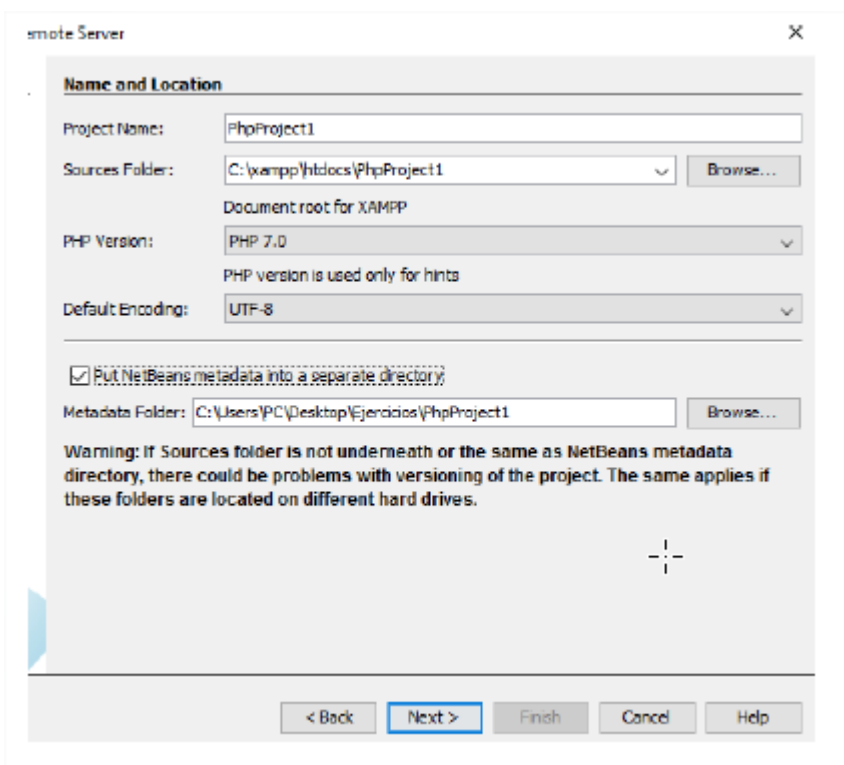 emote Server
Name and Location
Project Name: PhpProject1
Sources Folder: C:\xampp\htdocs\PhpProject1 Browse...
Document root for XAMPP
PHP Version: PHP 7.0
PHP version is used only for hints
Default Encoding: UTF-8
Put NetBeans metadata into a separate directory
Metadata Folder: C:\Users\PC\Desktop\Ejercicios\PhpProject1 Browse...
Warning: If Sources folder is not underneath or the same as NetBeans metadata
directory, there could be problems with versioning of the project. The same applies if
these folders are located on different hard drives.
< Back Next > Finish Cancel Help